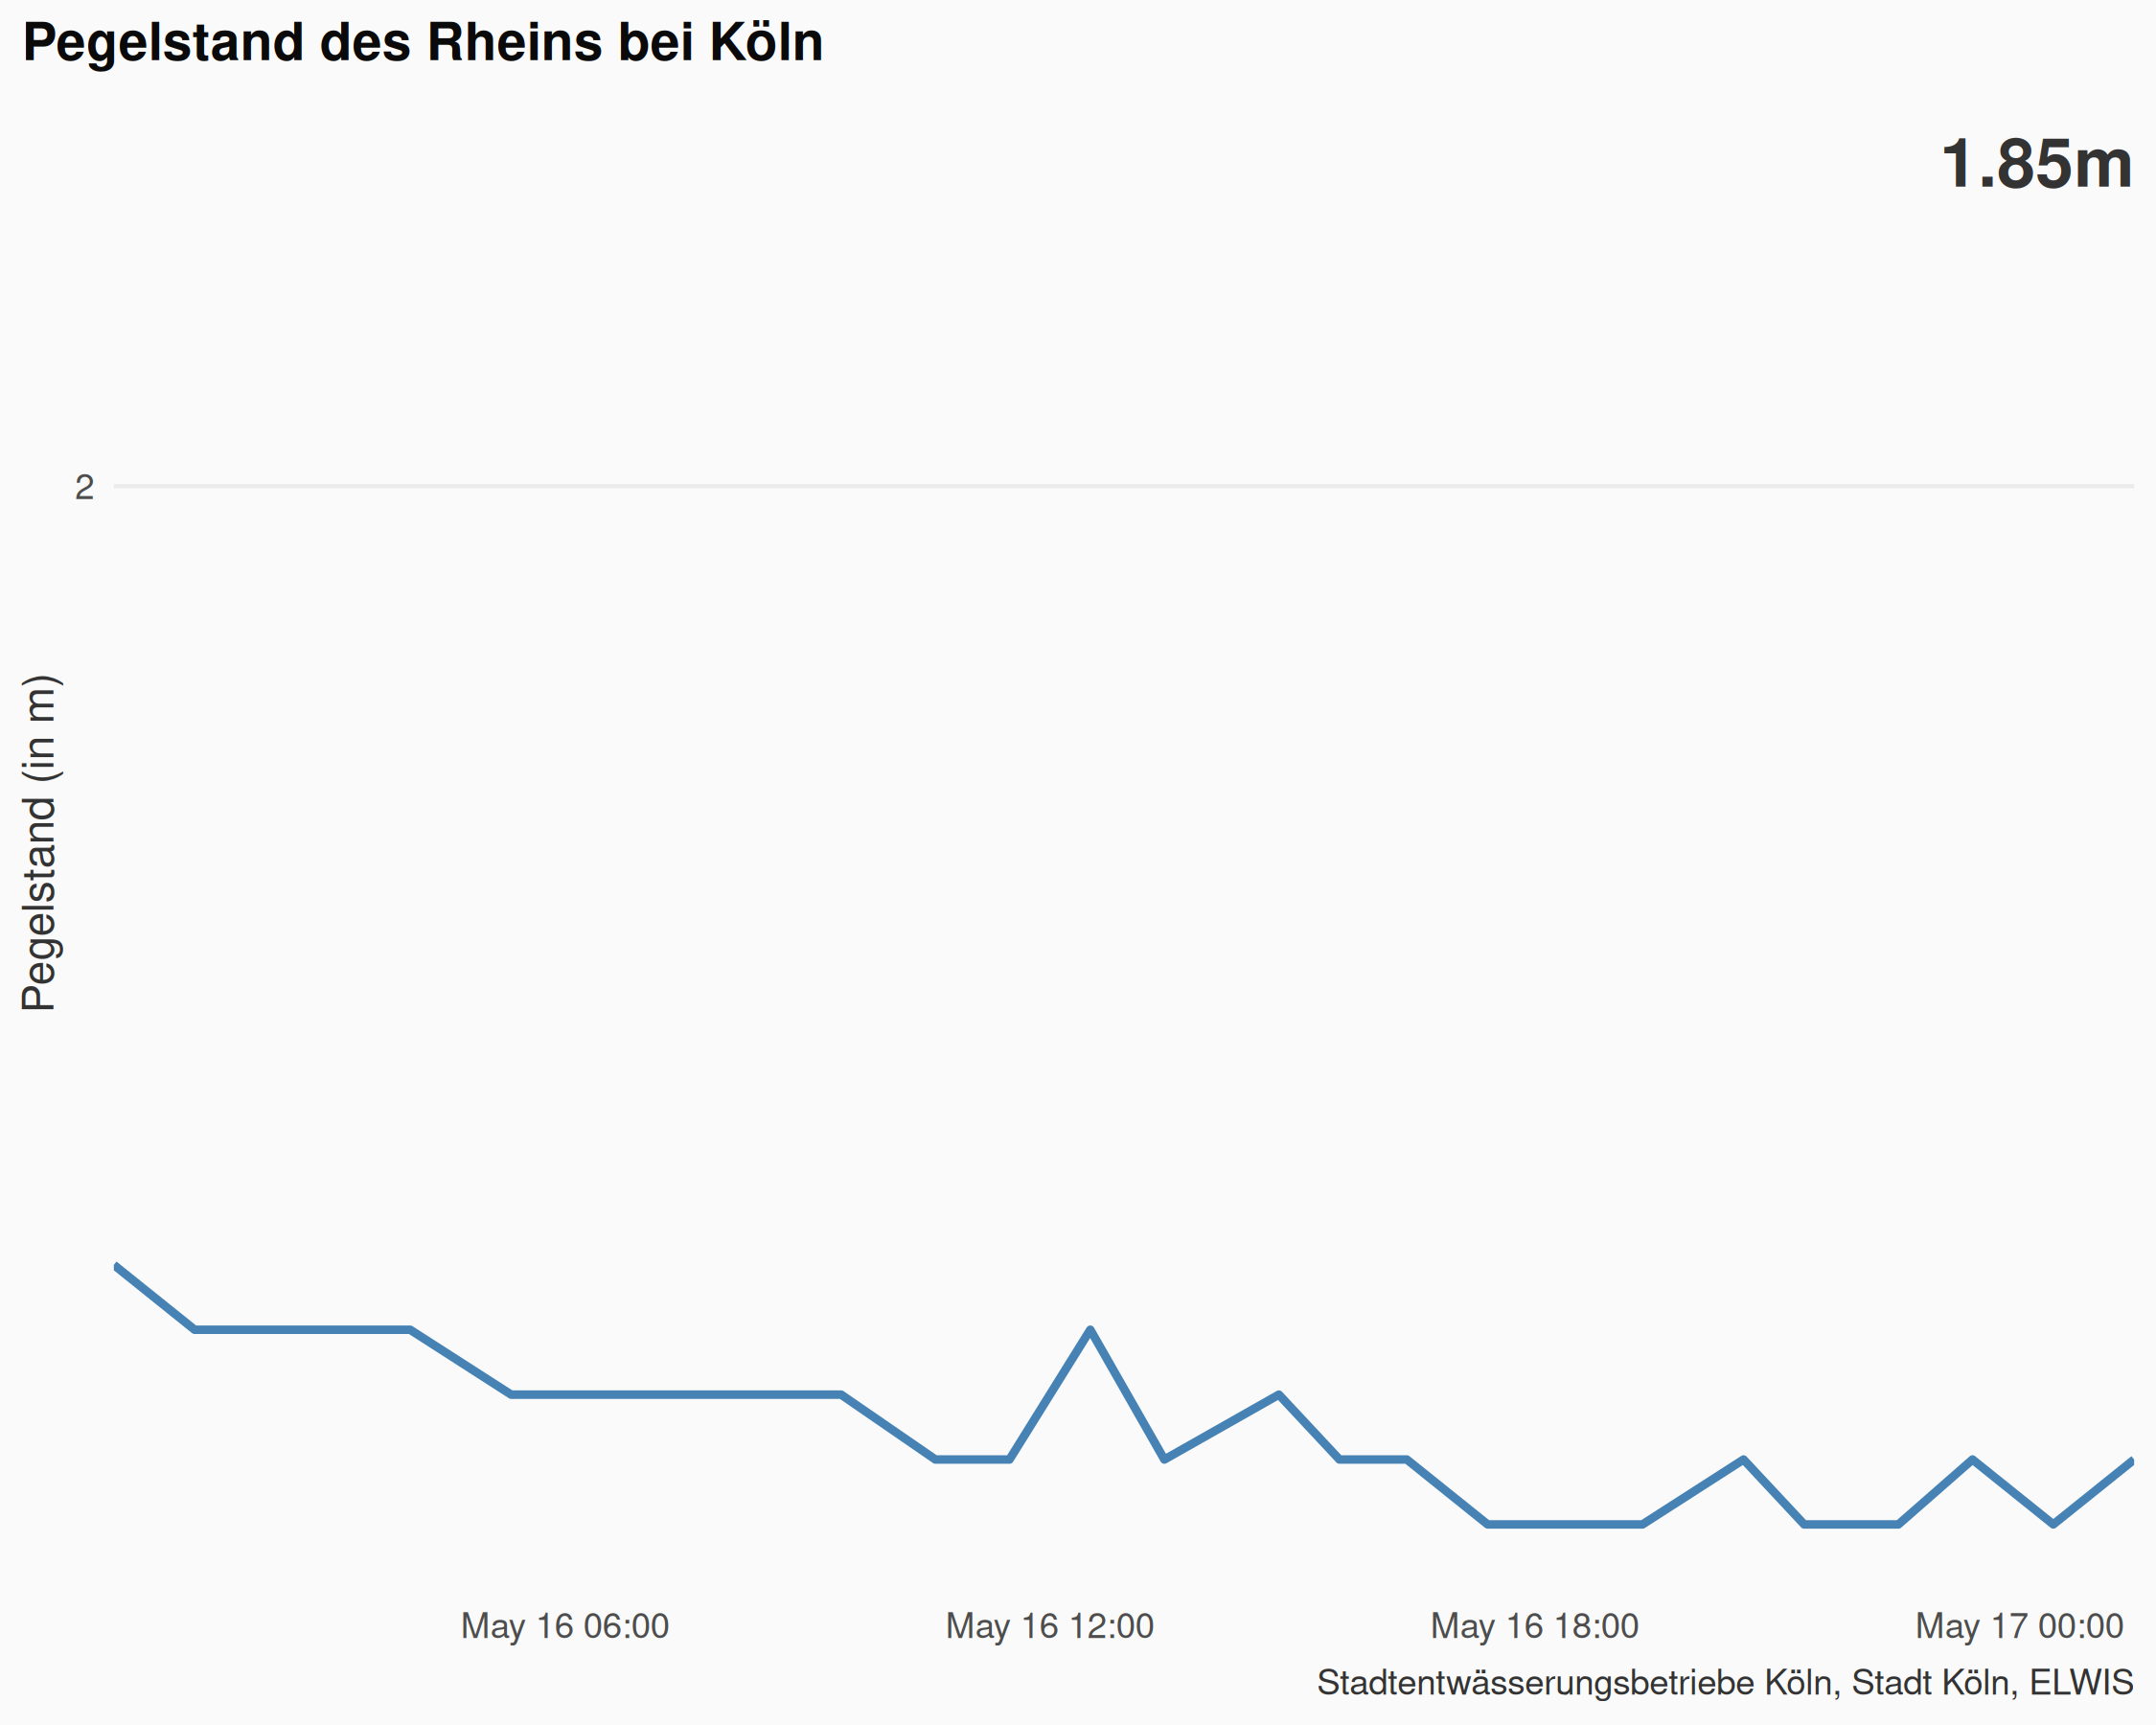 Pegelstand des Rheins bei Köln
1.85m
2
Pegelstand (in m)
May 16 06:00
May 16 12:00
May 16 18:00
May 17 00:00
Stadtentwässerungsbetriebe Köln, Stadt Köln, ELWIS